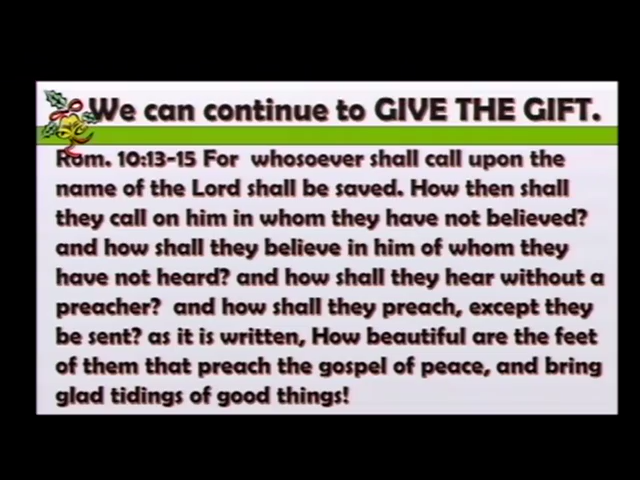 We can continue to GIVE THE GIFT.
Rom. 10:13-15 For whosoever shall call upon the
name of the Lord shall be saved. How then shall
they call on him in whom they have not believed?
and how shall they believe in him of whom they
have not heard? and how shall they hear without a
preacher? and how shall they preach, except they
be sent? as it is written, How beautiful are the feet
of them that preach the gospel of peace, and bring
glad tidings of good things!